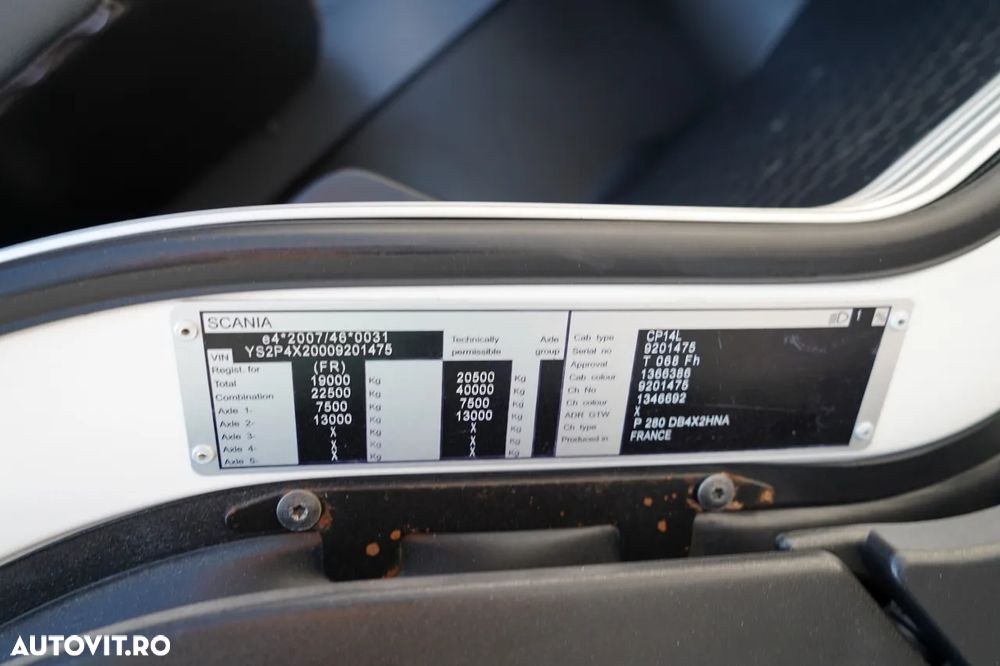 SCANIA
e4*2007/46*0031
VIN YS2P4X20009201475
Technically permissible
Axle group
Regist. for (FR)
Total 19000 Kg 20500 Kg
Combination 22500 Kg 40000 Kg
Axle 1- 7500 Kg 7500 Kg
Axle 2- 13000 Kg 13000 Kg
Axle 3- X Kg X Kg
Axle 4- X Kg X Kg
Axle 5- X Kg X Kg
1
Cab type CP14L
Serial no 9201475
Approval T 068 Fh
Cab colour 1366386
Ch. No 9201475
Ch colour 1346692
ADR GTW X
Ch. type P 280 DB4X2HNA
Produced in FRANCE
AUTOVIT.RO